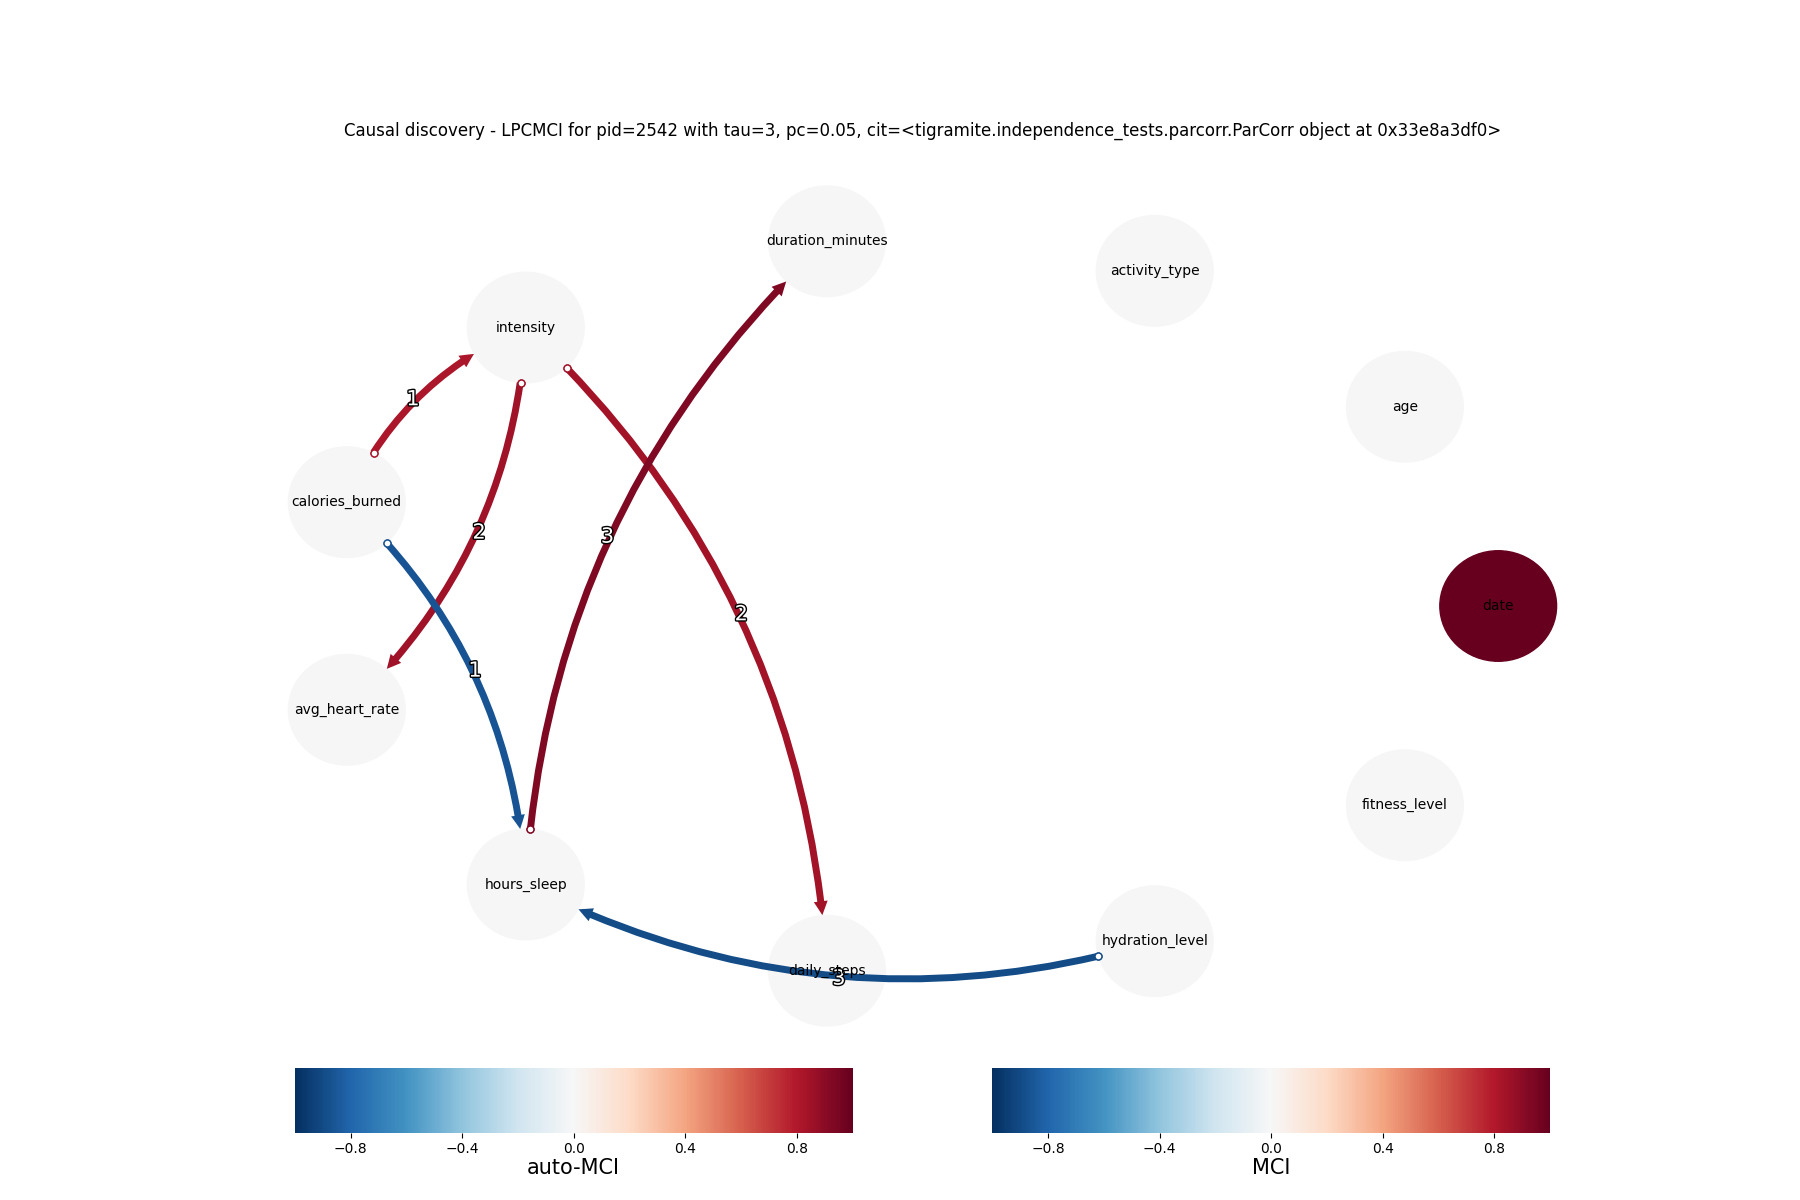 Causal discovery - LPCMCI for pid=2542 with tau=3, pc=0.05, cit=<tigramite.independence_tests.parcorr.ParCorr object at 0x33e8a3df0>
duration_minutes
activity_type
intensity
1
age
calories_burned
2
3
date
2
1
avg_heart_rate
fitness_level
hours_sleep
hydration_level
daily_steps
3
−0.8 −0.4 0.0 0.4 0.8
auto-MCI
−0.8 −0.4 0.0 0.4 0.8
MCI